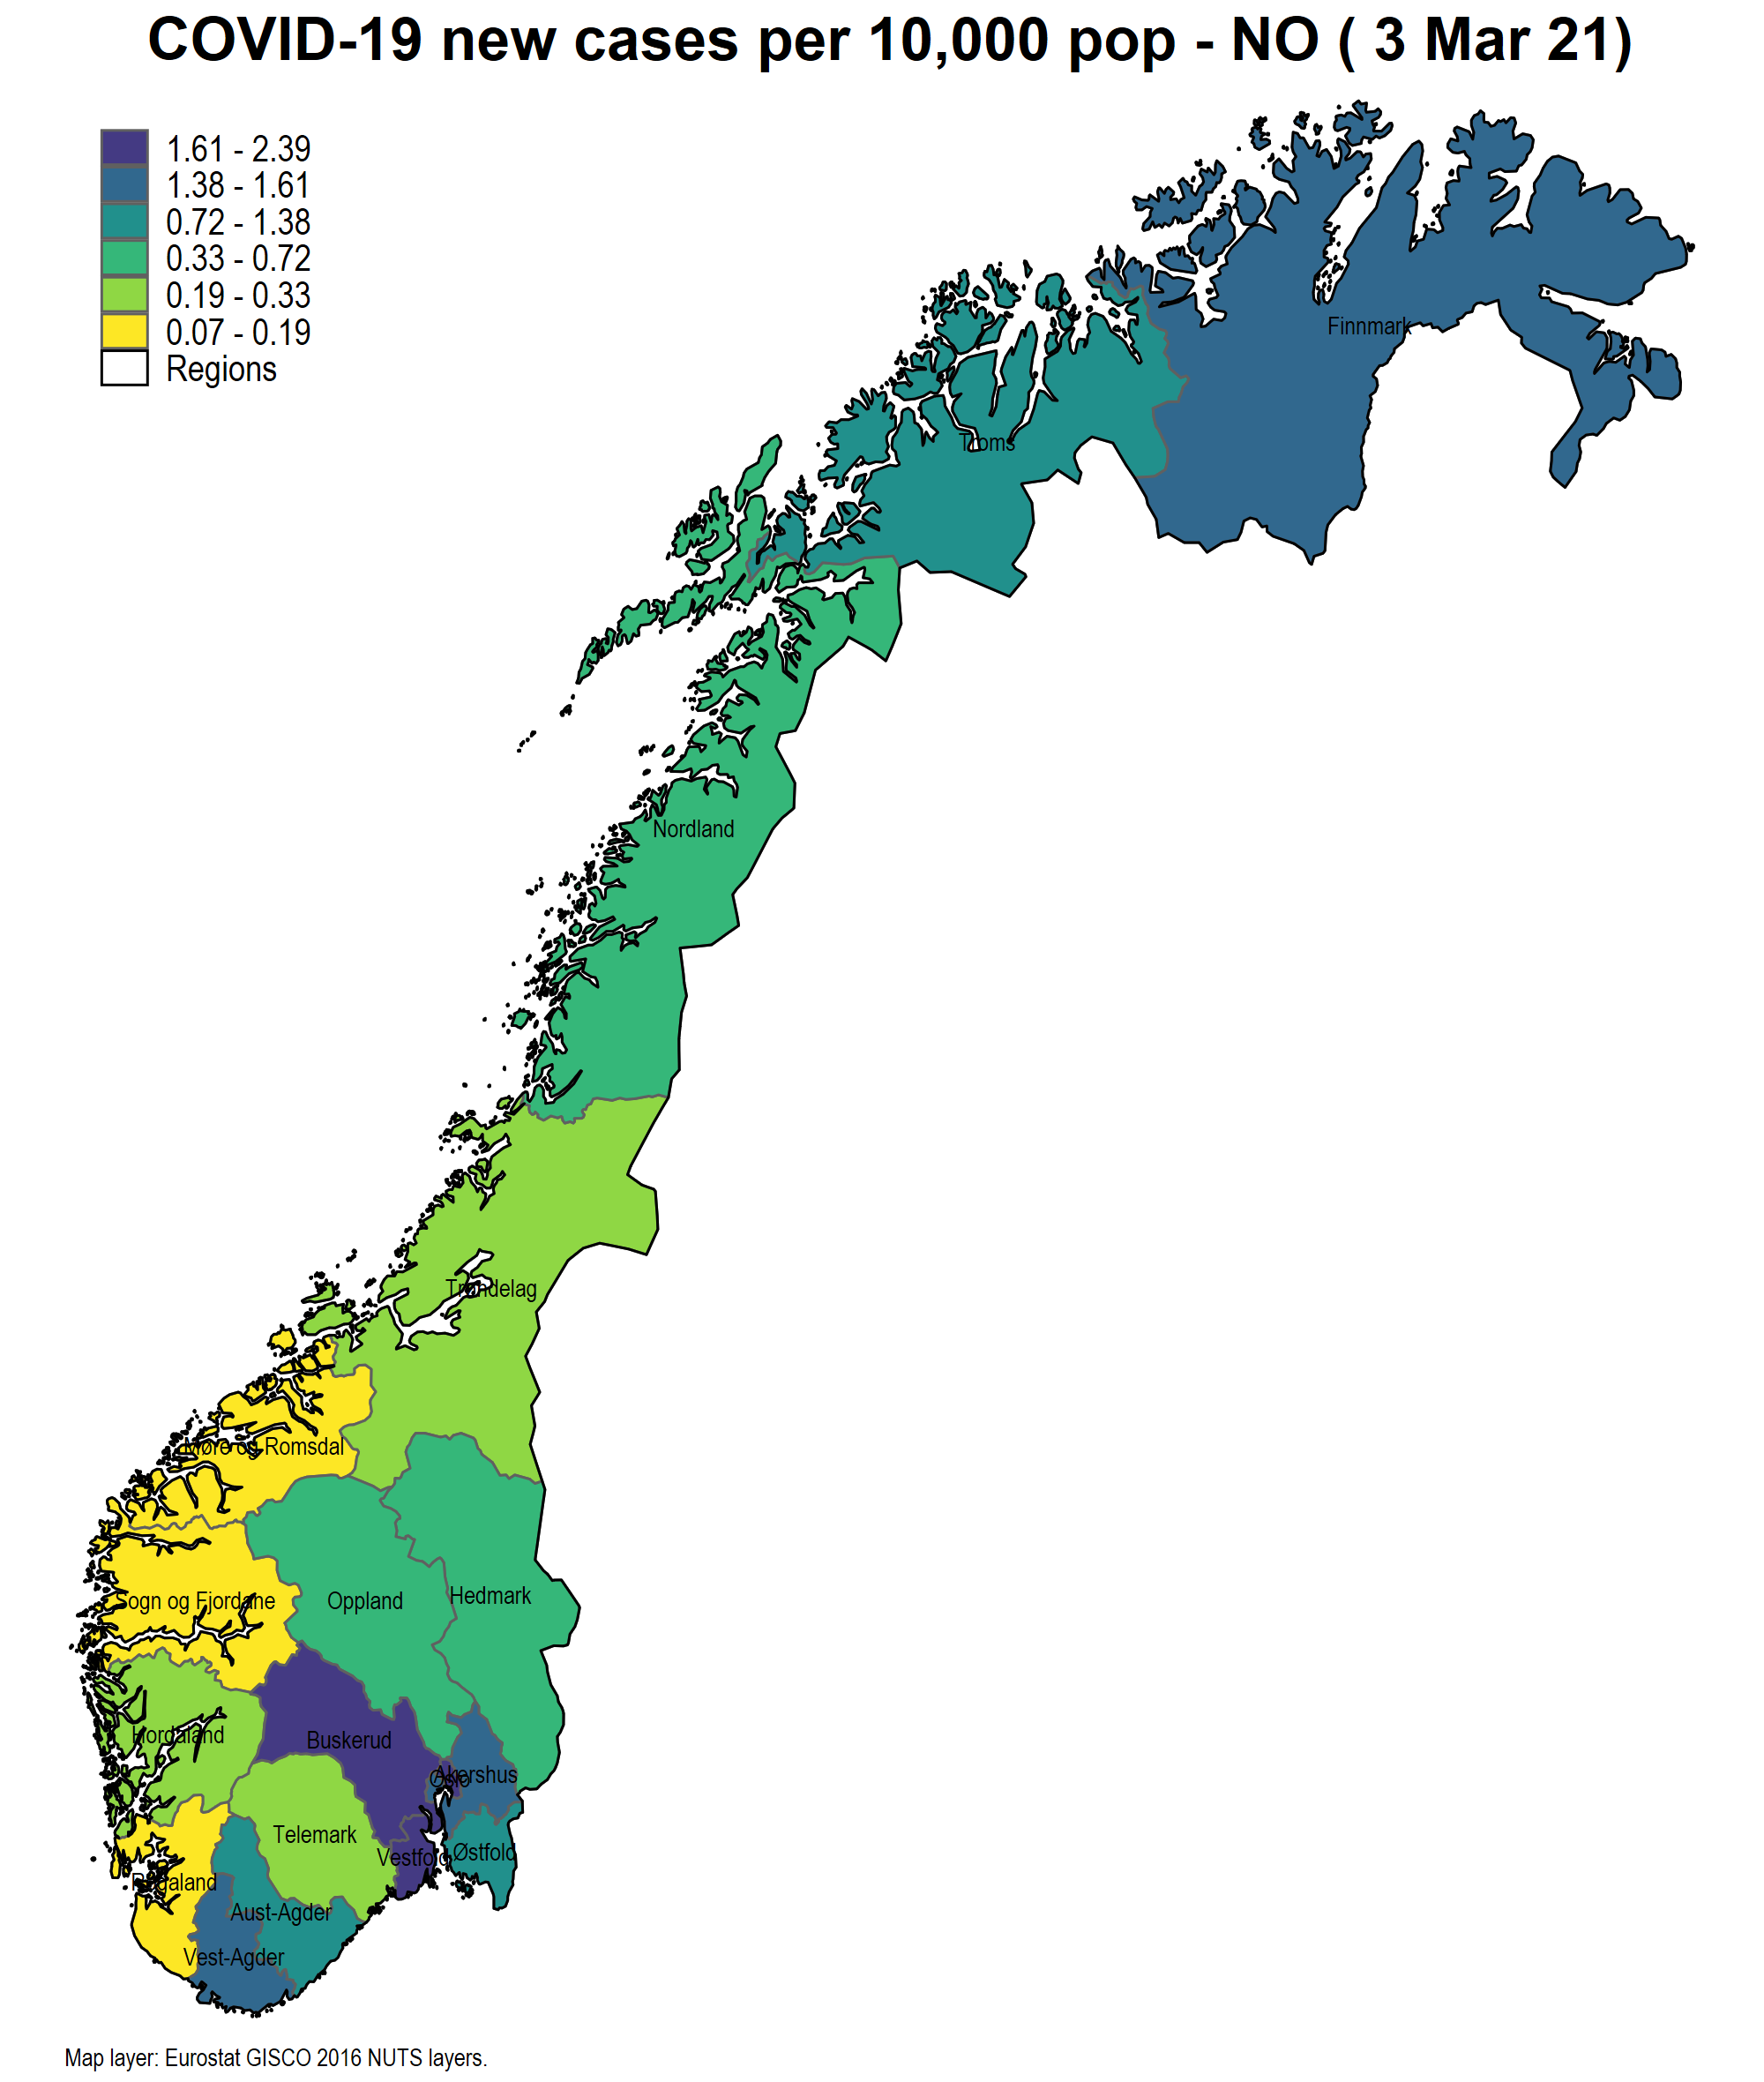 COVID-19 new cases per 10,000 pop - NO ( 3 Mar 21)
1.61 - 2.39
1.38 - 1.61
0.72 - 1.38
0.33 - 0.72
0.19 - 0.33
0.07 - 0.19
Regions
Finnmark
Troms
Nordland
Trøndelag
Møre og Romsdal
Sogn og Fjordane
Oppland
Hedmark
Hordaland
Buskerud
Oslo
Akershus
Telemark
Vestfold
Østfold
Rogaland
Aust-Agder
Vest-Agder
Map layer: Eurostat GISCO 2016 NUTS layers.